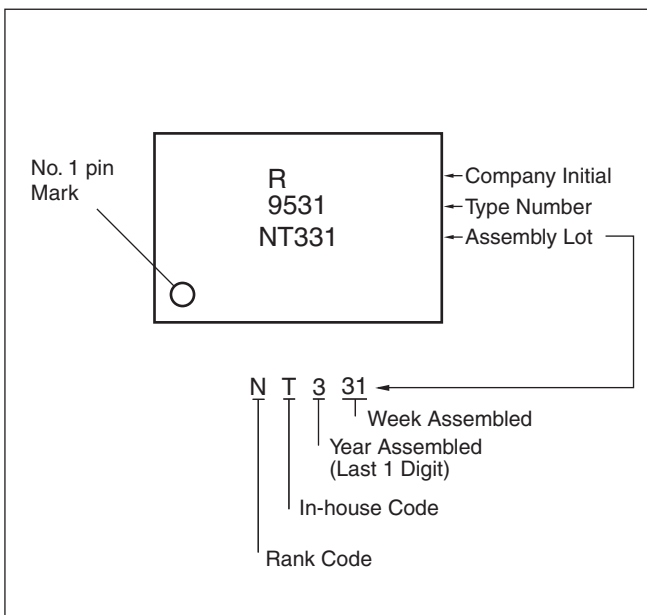 No. 1 pin
Mark
R
9531
NT331
Company Initial
Type Number
Assembly Lot
N T 3 31
Week Assembled
Year Assembled
(Last 1 Digit)
In-house Code
Rank Code